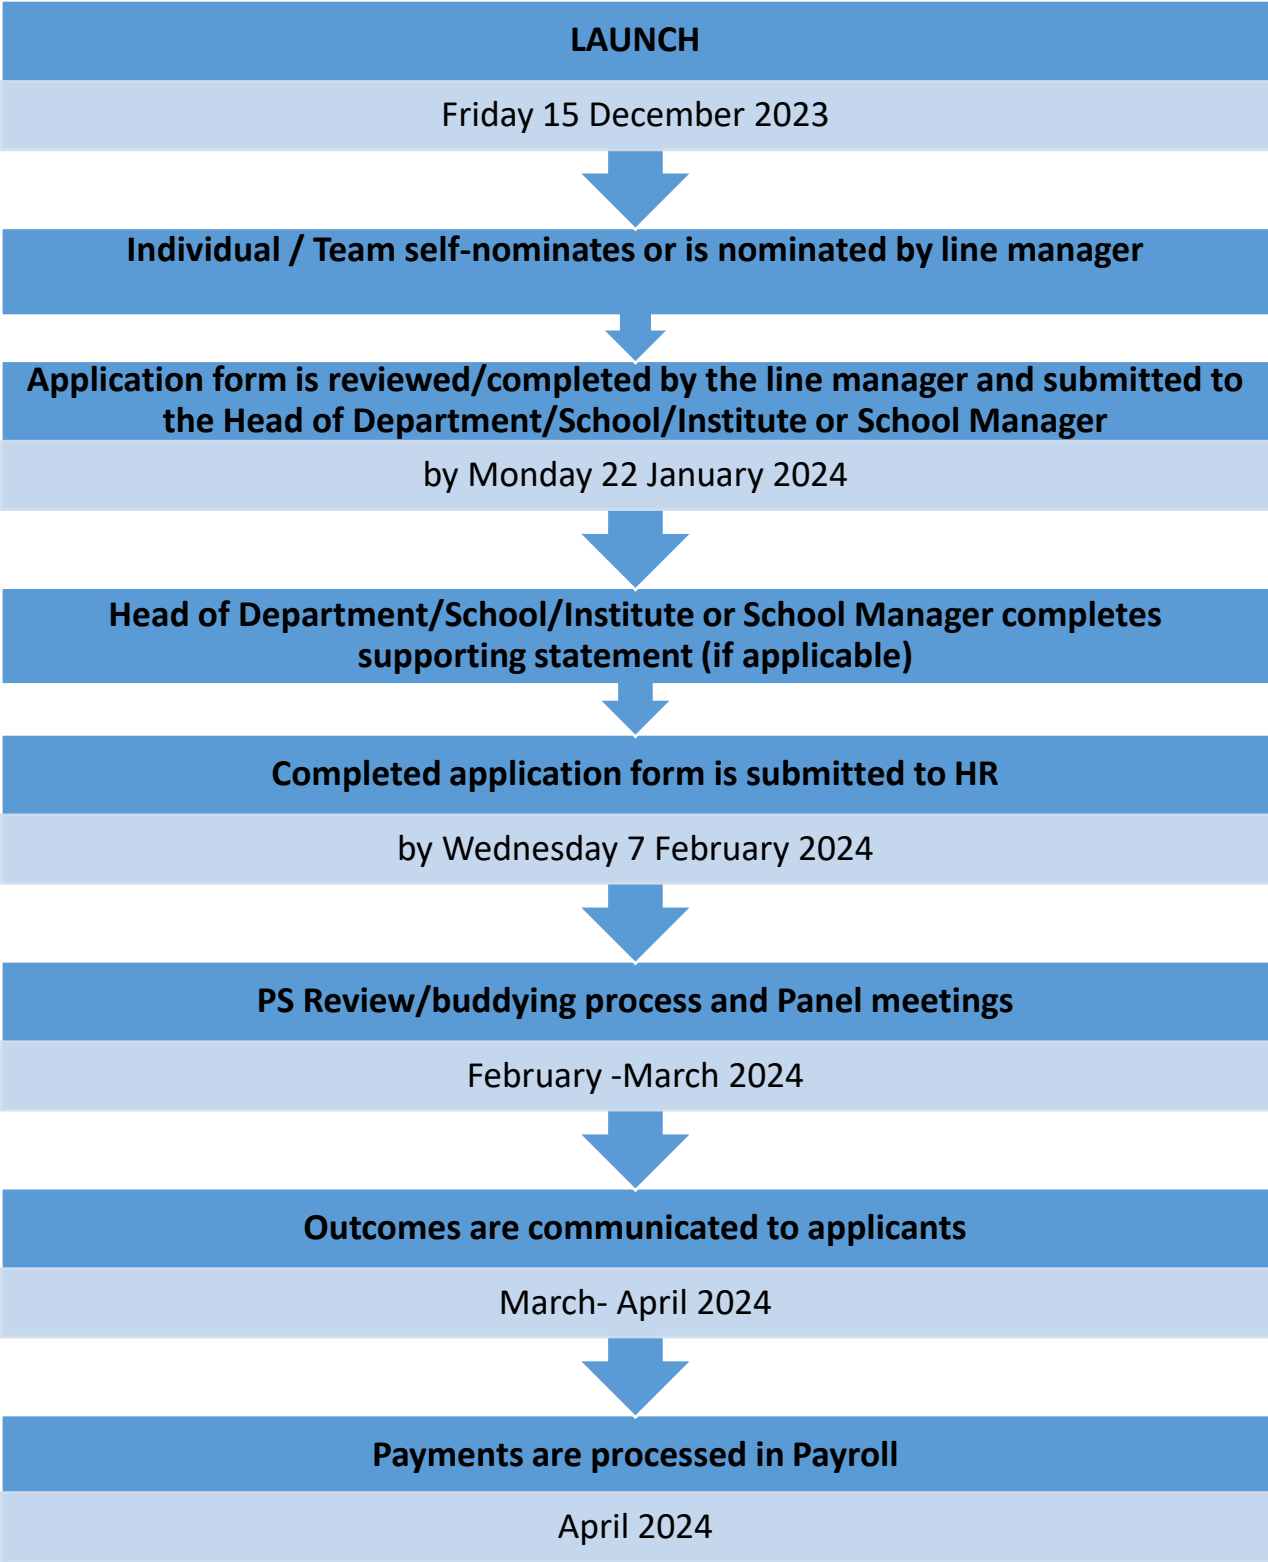 LAUNCH
Friday 15 December 2023
Individual / Team self-nominates or is nominated by line manager
Application form is reviewed/completed by the line manager and submitted to
the Head of Department/School/Institute or School Manager
by Monday 22 January 2024
Head of Department/School/Institute or School Manager completes
supporting statement (if applicable)
Completed application form is submitted to HR
by Wednesday 7 February 2024
PS Review/buddying process and Panel meetings
February -March 2024
Outcomes are communicated to applicants
March- April 2024
Payments are processed in Payroll
April 2024